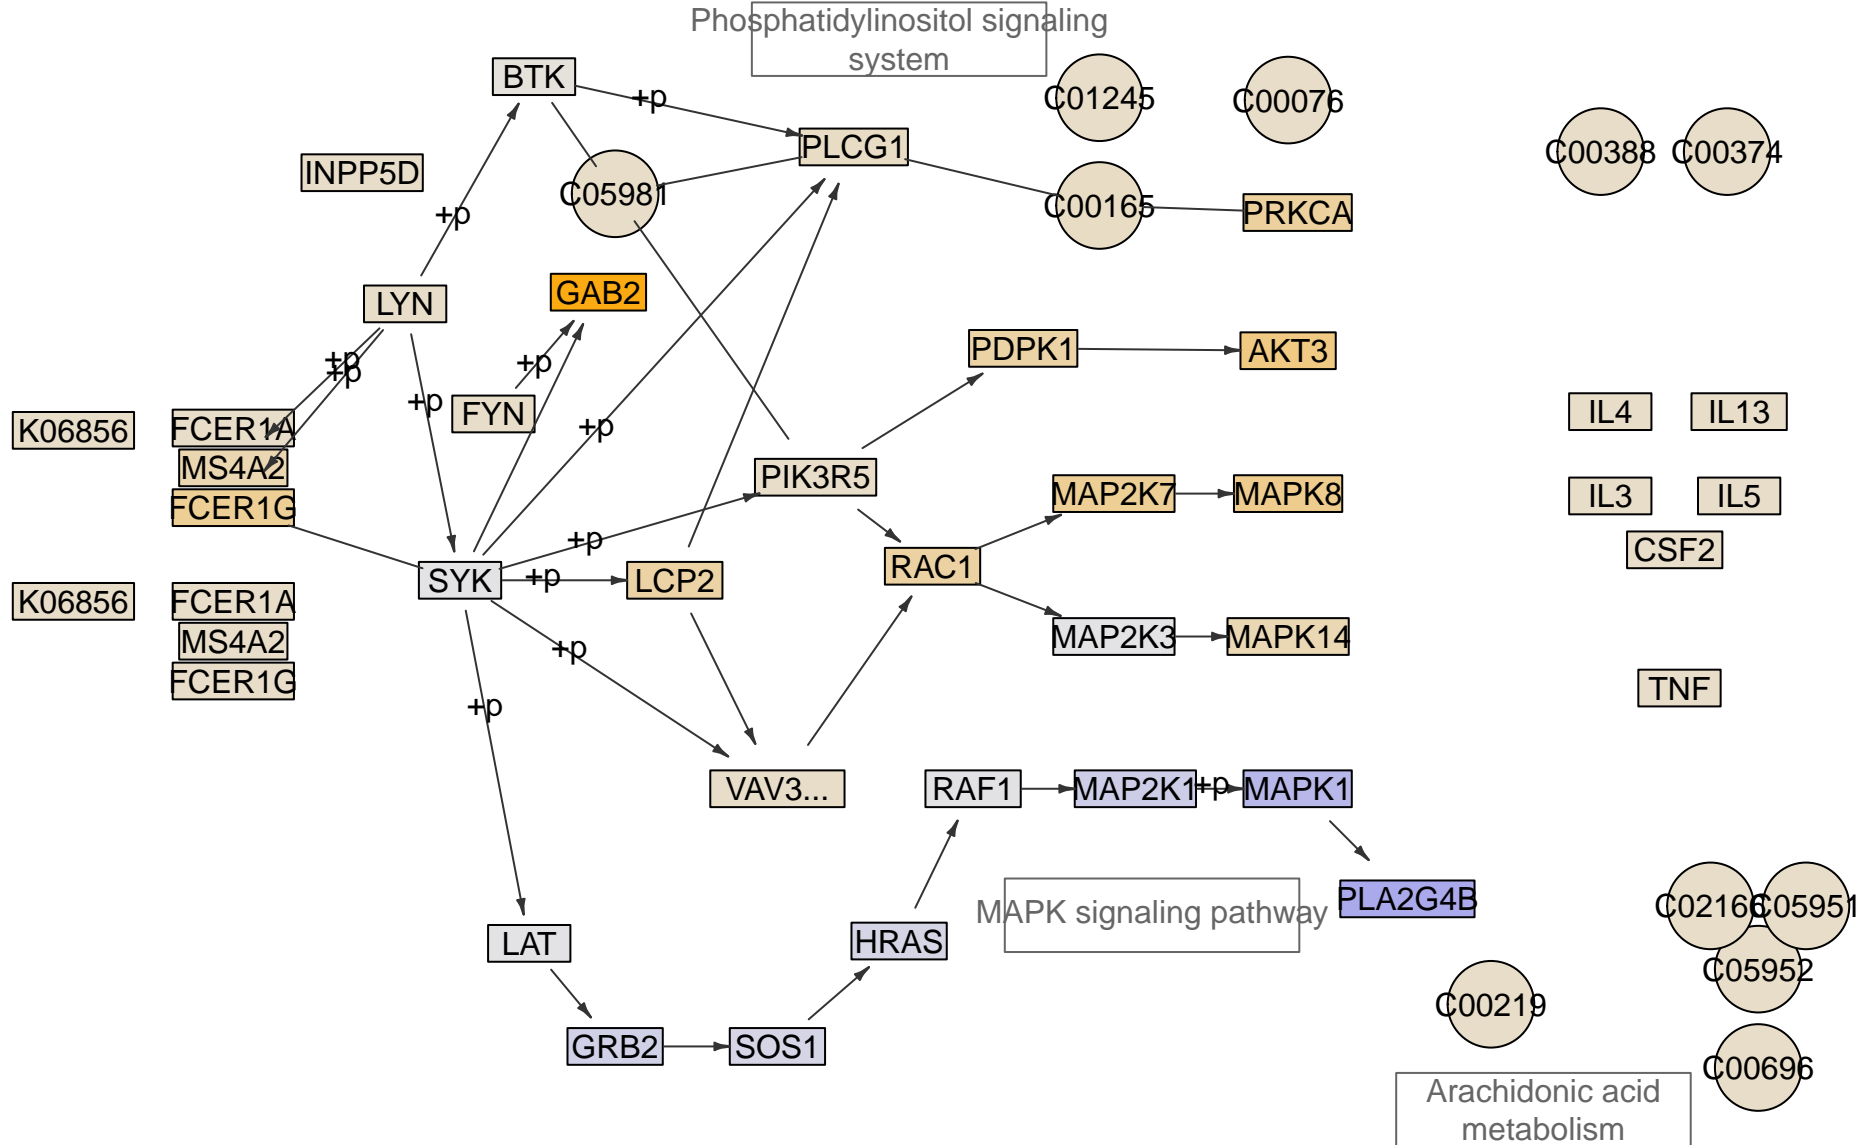 Phosphatidylinositol signaling
system
BTK
+p
C01245
C00076
PLCG1
C00388
C00374
INPP5D
C05981
C00165
PRKCA
+p
LYN
GAB2
+p
+p
+p
PDPK1
AKT3
+p
FYN
+p
K06856
FCER1A
MS4A2
FCER1G
PIK3R5
MAP2K7
MAPK8
IL4
IL13
IL3
IL5
CSF2
+p
SYK
+p
LCP2
RAC1
K06856
FCER1A
MS4A2
FCER1G
+p
MAP2K3
MAPK14
TNF
+p
VAV3...
RAF1
MAP2K1
+p
MAPK1
PLA2G4B
MAPK signaling pathway
LAT
HRAS
C02166
C05951
C05952
C00219
GRB2
SOS1
C00696
Arachidonic acid
metabolism